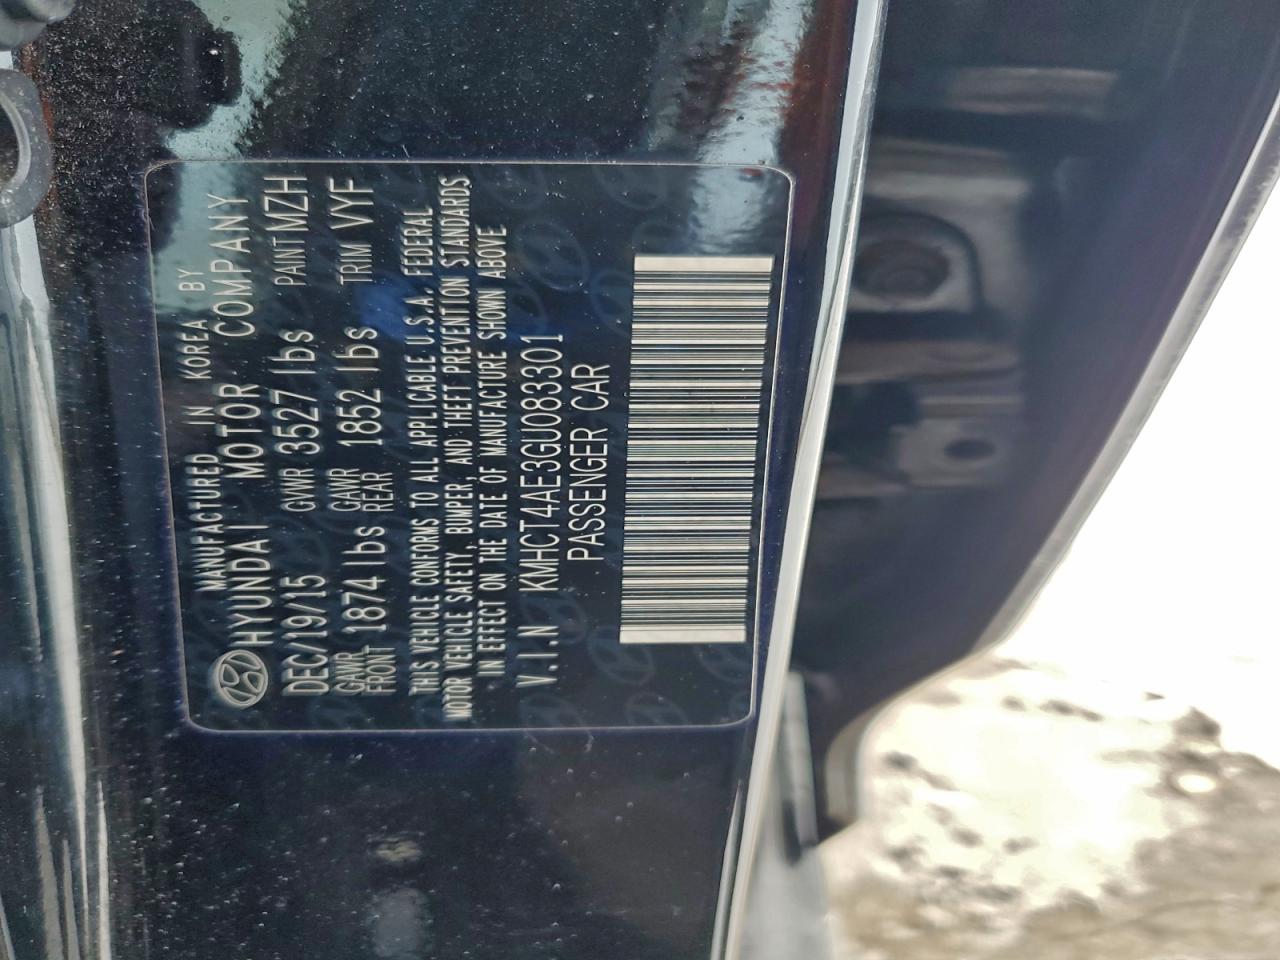 MANUFACTURED IN KOREA BY
HYUNDAI MOTOR COMPANY
DEC/19/15 GVWR 3527 lbs PAINT MZH
GAWR FRONT 1874 lbs GAWR REAR 1852 lbs TRIM VYF
THIS VEHICLE CONFORMS TO ALL APPLICABLE U.S.A. FEDERAL
MOTOR VEHICLE SAFETY, BUMPER, AND THEFT PREVENTION STANDARDS
IN EFFECT ON THE DATE OF MANUFACTURE SHOWN ABOVE
V.I.N KMHCT4AE3GU083301
PASSENGER CAR